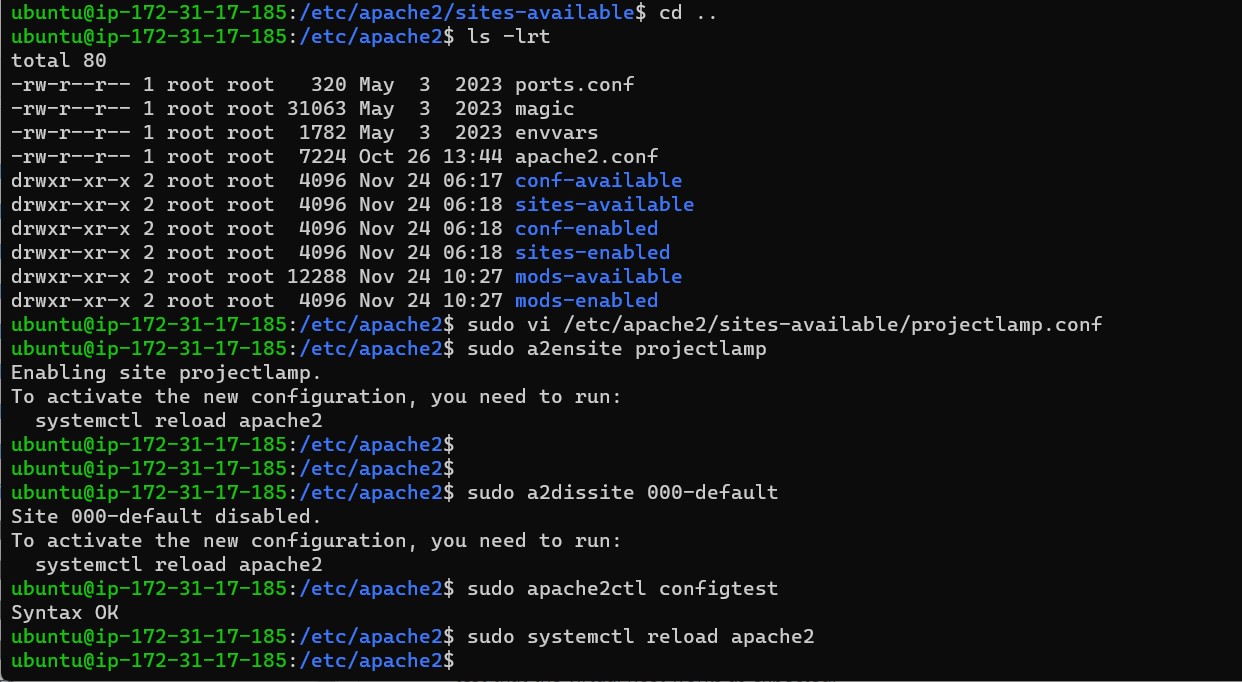 ubuntu@ip-172-31-17-185:/etc/apache2/sites-available$ cd ..
ubuntu@ip-172-31-17-185:/etc/apache2$ ls -lrt
total 80
-rw-r--r-- 1 root root   320 May  3  2023 ports.conf
-rw-r--r-- 1 root root 31063 May  3  2023 magic
-rw-r--r-- 1 root root  1782 May  3  2023 envvars
-rw-r--r-- 1 root root  7224 Oct 26 13:44 apache2.conf
drwxr-xr-x 2 root root  4096 Nov 24 06:17 conf-available
drwxr-xr-x 2 root root  4096 Nov 24 06:18 sites-available
drwxr-xr-x 2 root root  4096 Nov 24 06:18 conf-enabled
drwxr-xr-x 2 root root  4096 Nov 24 06:18 sites-enabled
drwxr-xr-x 2 root root 12288 Nov 24 10:27 mods-available
drwxr-xr-x 2 root root  4096 Nov 24 10:27 mods-enabled
ubuntu@ip-172-31-17-185:/etc/apache2$ sudo vi /etc/apache2/sites-available/projectlamp.conf
ubuntu@ip-172-31-17-185:/etc/apache2$ sudo a2ensite projectlamp
Enabling site projectlamp.
To activate the new configuration, you need to run:
  systemctl reload apache2
ubuntu@ip-172-31-17-185:/etc/apache2$
ubuntu@ip-172-31-17-185:/etc/apache2$
ubuntu@ip-172-31-17-185:/etc/apache2$ sudo a2dissite 000-default
Site 000-default disabled.
To activate the new configuration, you need to run:
  systemctl reload apache2
ubuntu@ip-172-31-17-185:/etc/apache2$ sudo apache2ctl configtest
Syntax OK
ubuntu@ip-172-31-17-185:/etc/apache2$ sudo systemctl reload apache2
ubuntu@ip-172-31-17-185:/etc/apache2$